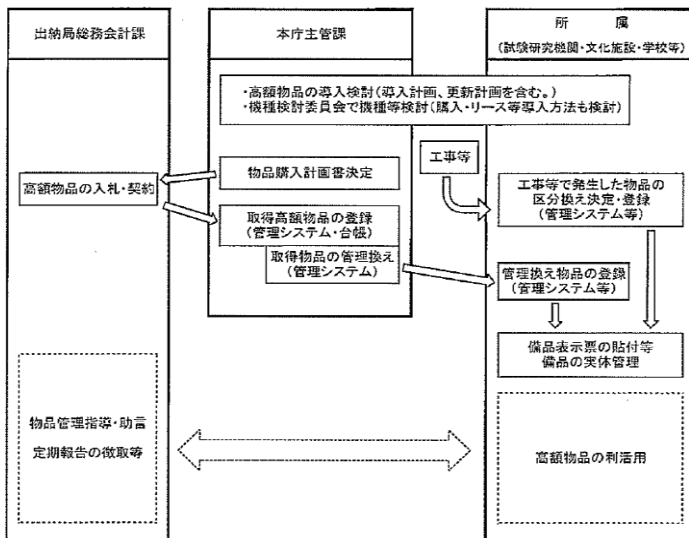 出納局総務会計課
本庁主管課
所　属
(試験研究機関・文化施設・学校等)
・高額物品の導入検討(導入計画、更新計画を含む。)
・機種検討委員会で機種等検討(購入・リース等導入方法も検討)
工事等
物品購入計画書決定
高額物品の入札・契約
工事等で発生した物品の
区分換え決定・登録
(管理システム等)
取得高額物品の登録
(管理システム・台帳)
取得物品の管理換え
(管理システム)
管理換え物品の登録
(管理システム等)
備品表示票の貼付等
備品の実体管理
物品管理指導・助言
定期報告の徴取等
高額物品の利活用